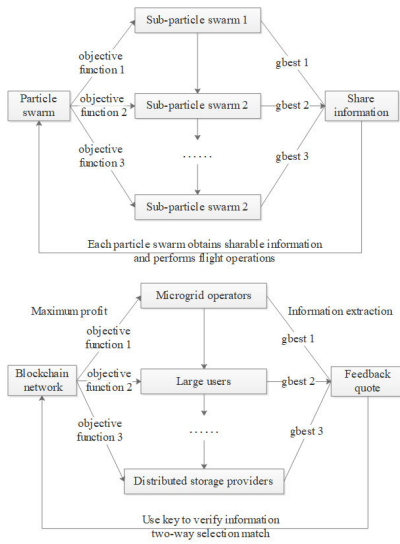 Sub-particle swarm 1
objective
function 1
gbest 1
Particle
swarm
objective
function 2
Sub-particle swarm 2
gbest 2
Share
information
......
objective
function 3
gbest 3
Sub-particle swarm 2
Each particle swarm obtains sharable information
and performs flight operations
Microgrid operators
Maximum profit
Information extraction
objective
function 1
gbest 1
Blockchain
network
objective
function 2
Large users
gbest 2
Feedback
quote
......
objective
function 3
gbest 3
Distributed storage providers
Use key to verify information
two-way selection match